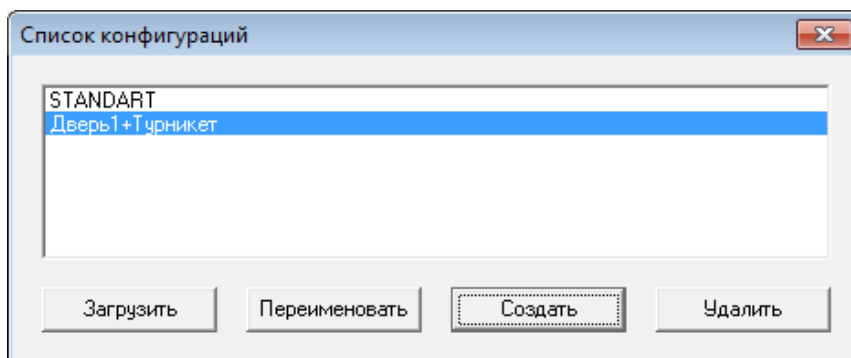 Список конфигураций
STANDART
Дверь1+Турникет
Загрузить Переименовать Создать Удалить